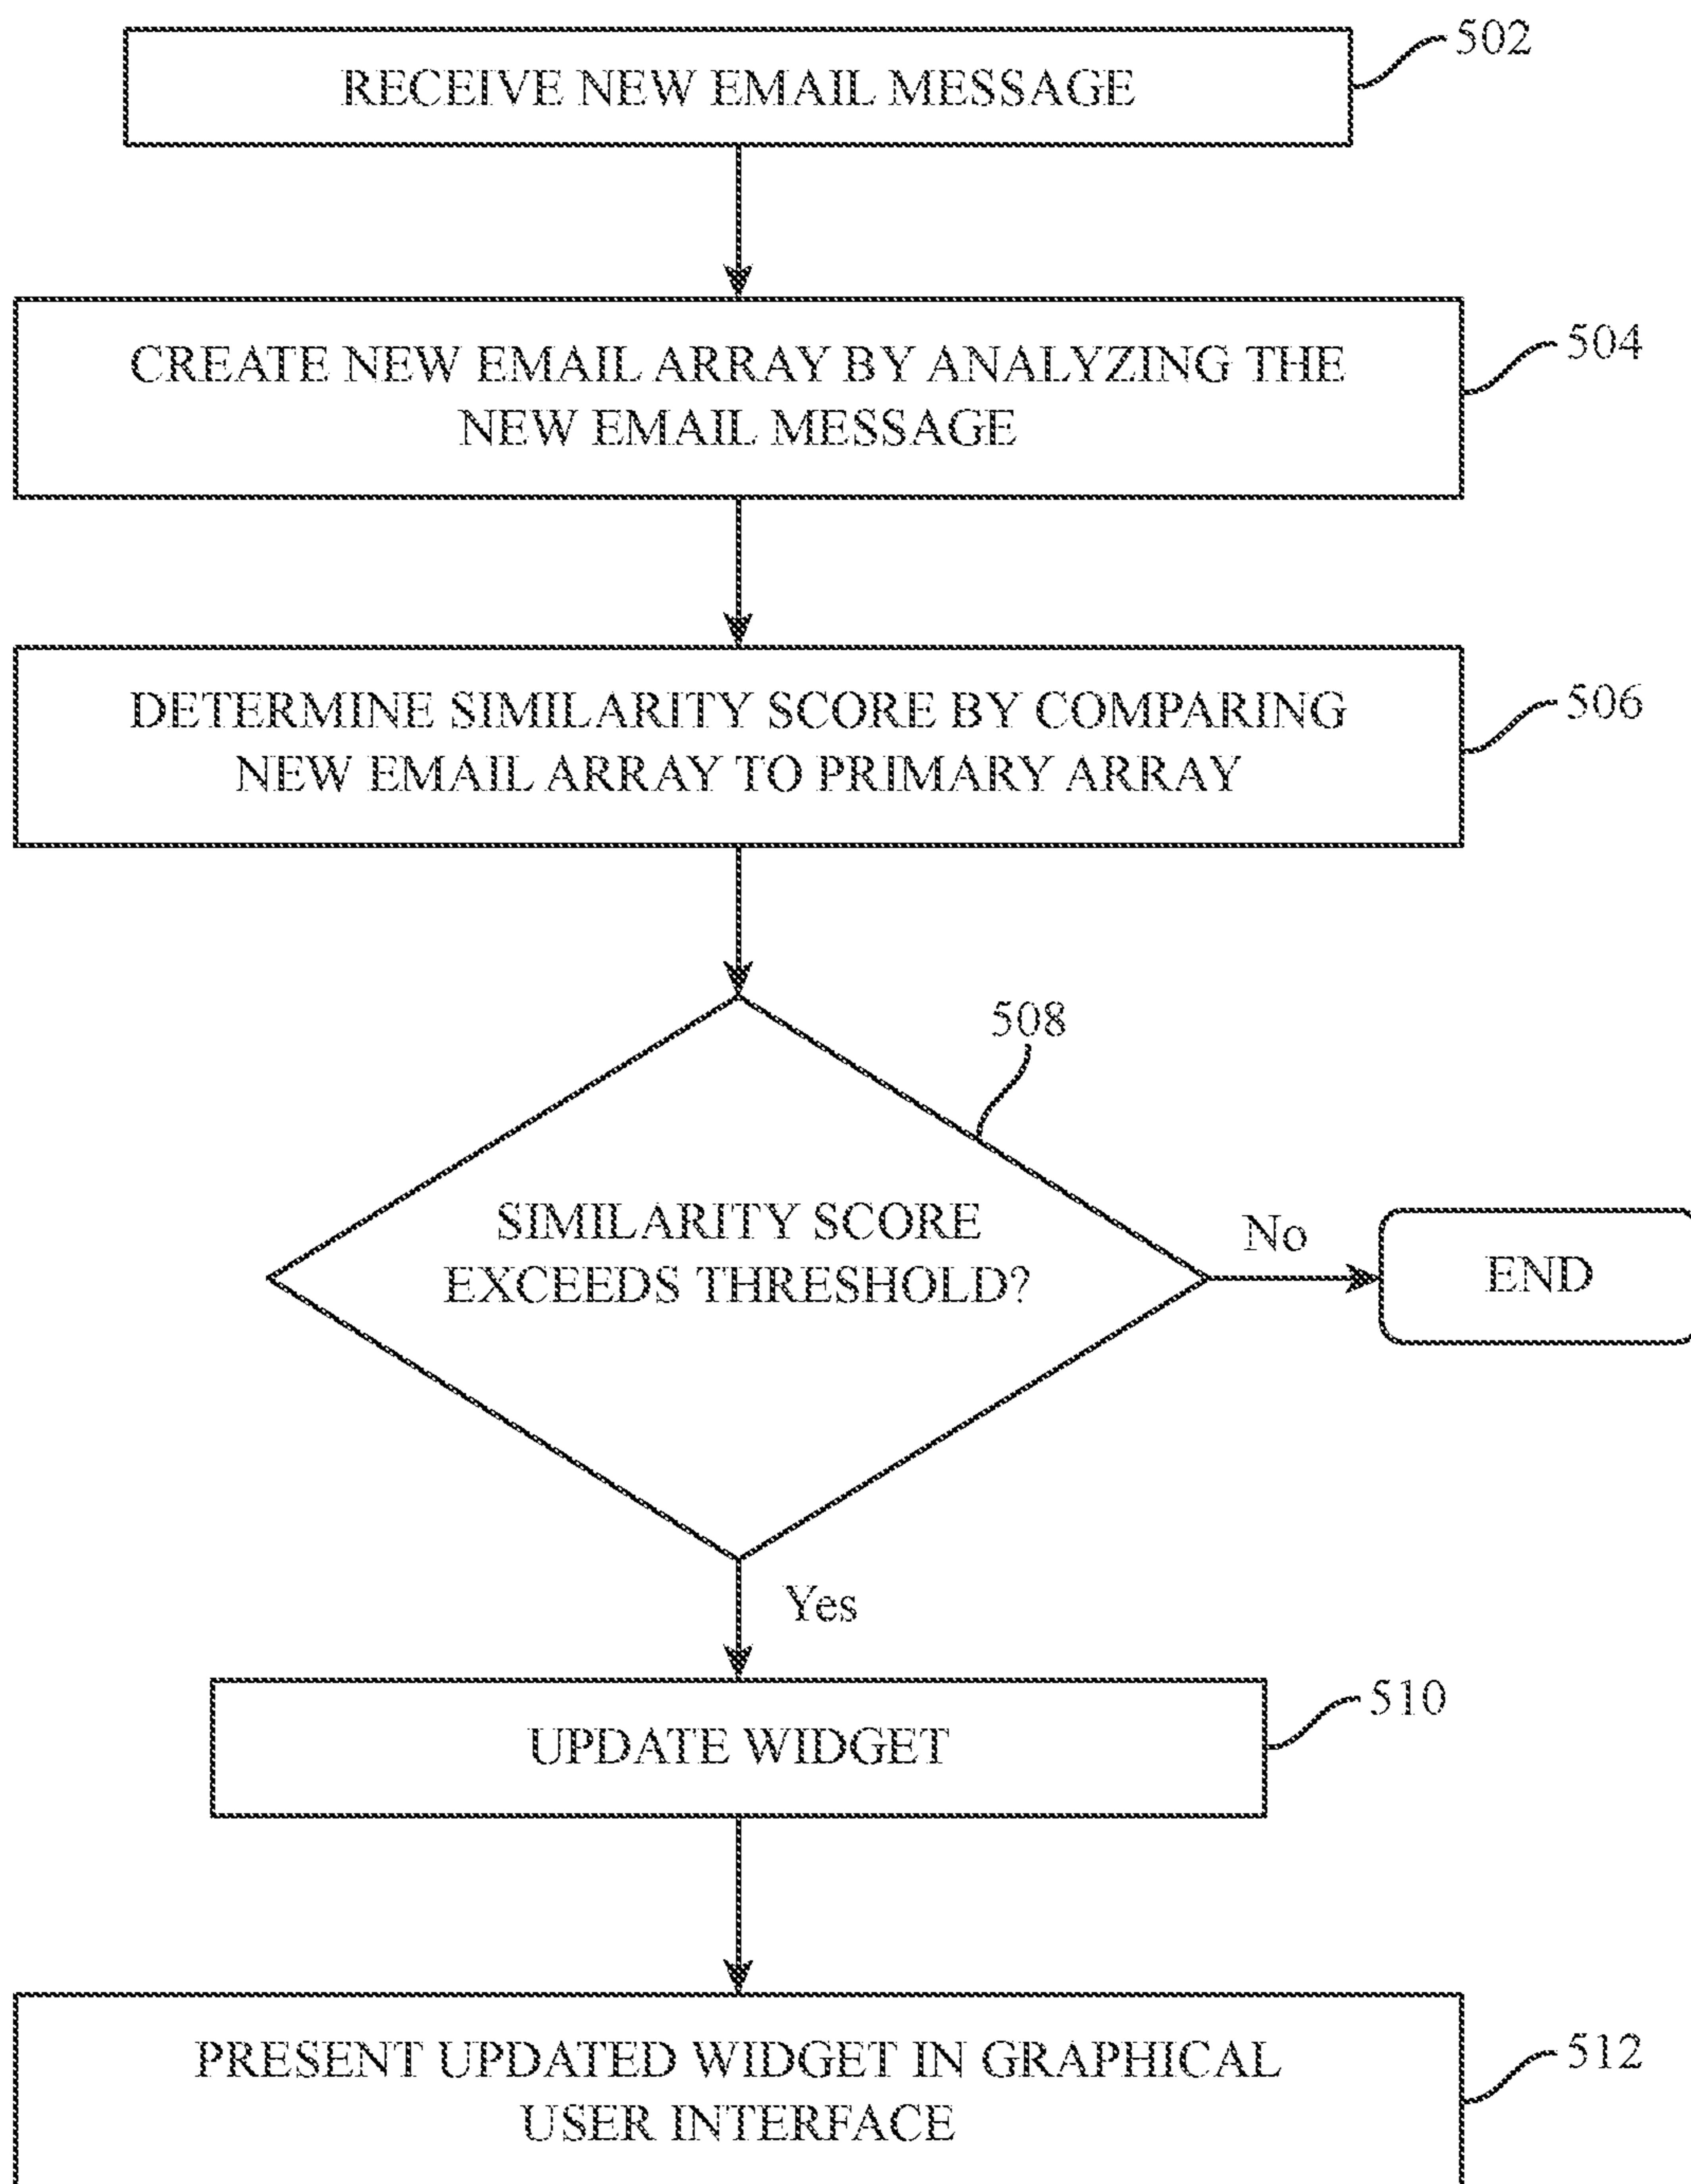 RECEIVE NEW EMAIL MESSAGE
502
CREATE NEW EMAIL ARRAY BY ANALYZING THE
NEW EMAIL MESSAGE
504
DETERMINE SIMILARITY SCORE BY COMPARING
NEW EMAIL ARRAY TO PRIMARY ARRAY
506
508
SIMILARITY SCORE
EXCEEDS THRESHOLD?
No
END
Yes
UPDATE WIDGET
510
PRESENT UPDATED WIDGET IN GRAPHICAL
USER INTERFACE
512